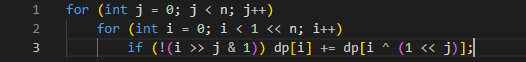 1 for (int j = 0; j < n; j++)
2 for (int i = 0; i < 1 << n; i++)
3 if (!(i >> j & 1)) dp[i] += dp[i ^ (1 << j)];